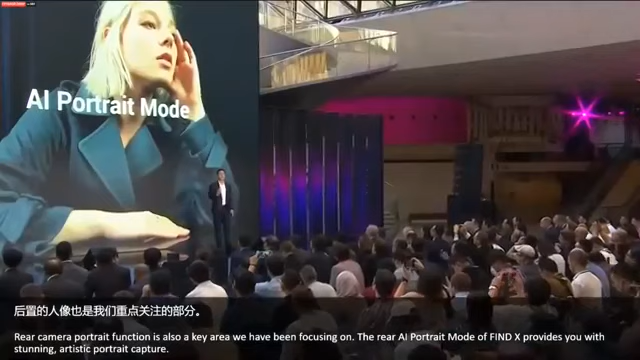 AI Portrait Mode
后置的人像也是我们重点关注的部分。
Rear camera portrait function is also a key area we have been focusing on. The rear AI Portrait Mode of FIND X provides you with
stunning, artistic portrait capture.